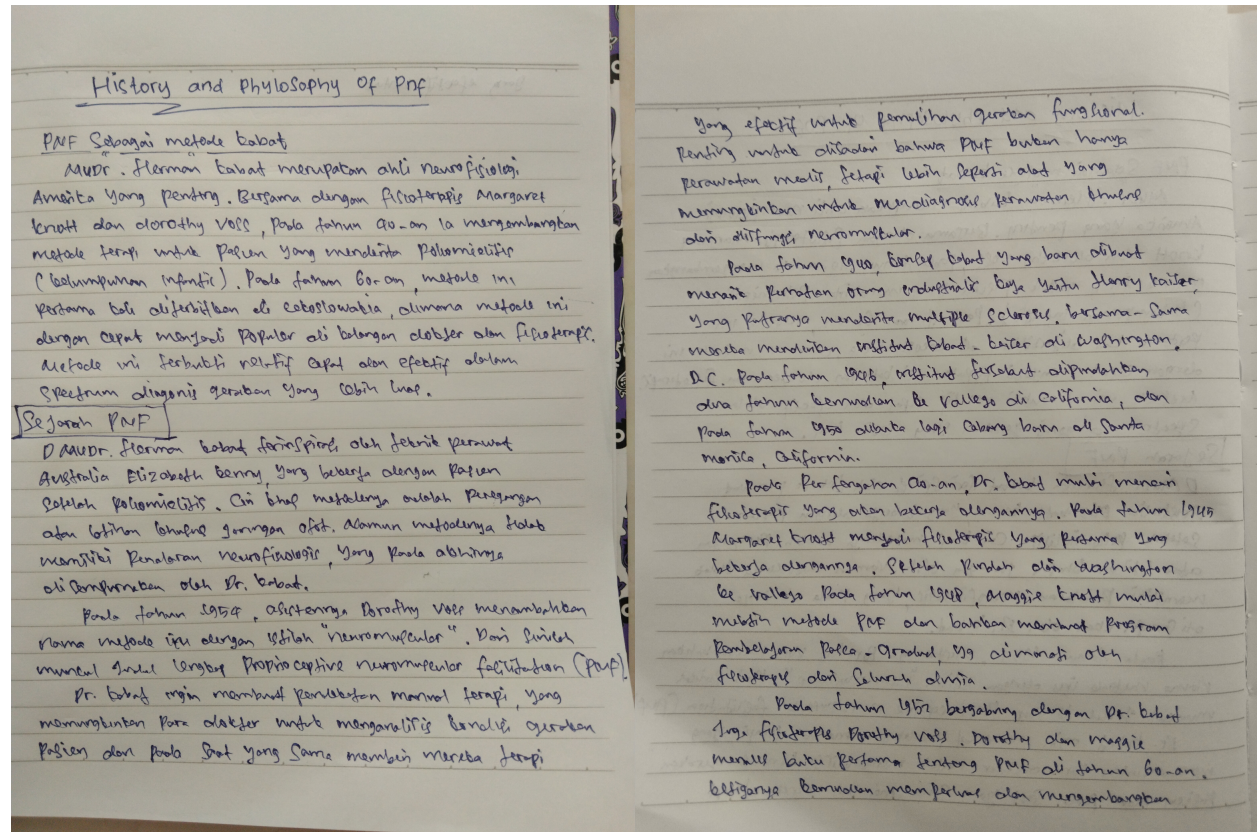 History and Phylosophy Of Pnf
PNF Sebagai metode kabat
MUDr. Herman kabat merupakan ahli neurofisiologi
Amerika yang penting. Bersama dengan fisioterapis Margaret
knott dan dorothy voss, Pada tahun 40-an Ia mengembangkan
metode terapi untuk Pasien yang menderita Poliomielitis
(kelumpuhan infantil). Pada tahun 60-an, metode ini
Pertama kali diterbitkan di cekoslowakia, dimana metode ini
dengan cepat menjadi Popular di kalangan dokter dan fisioterapis.
Metode ini terbukti relatif cepat dan efektif dalam
Spektrum diagonis gerakan yang lebih luas.
Sejarah PNF
MUDr. Herman kabat terinspirasi oleh teknik perawat
Australia Elizabeth kenny, yang bekerja dengan Pasien
Setelah Poliomielitis. Ciri khas metodenya adalah Peregangan
atau latihan khusus jaringan otot. Namun metodenya tidak
memiliki Penalaran neurofisiologis, yang Pada akhirnya
di Sempurnakan oleh Dr. kabat.
Pada tahun 1954, asistennya Dorothy voss menambahkan
nama metode itu dengan istilah "neuromuscular". Dari Sinilah
muncul Judul lengkap Proprioceptive neuromuscular facilitation (PNF).
Dr. kabat ingin membuat pendekatan manual terapi, yang
memungkinkan Para dokter untuk menganalisis kondisi gerakan
Pasien dan Pada Saat yang Sama memberi mereka terapi
yang efektif untuk pemulihan gerakan fungsional.
Penting untuk disadari bahwa PNF bukan hanya
Perawatan medis, tetapi lebih Seperti alat yang
memungkinkan untuk mendiagnosis perawatan khusus
dari disfungsi neuromuskular.
Pada tahun 1940, konsep kabat yang baru dibuat
menarik Perhatian orang industrialis kaya yaitu Henry kaiser,
yang Putranya menderita multiple Sclerosis, bersama-Sama
mereka mendirikan institut kabat-keiser di washington.
D.C. Pada tahun 1946, institut tersebut dipindahkan
dua tahun kemudian ke vallego di California, dan
Pada tahun 1950 dibuka lagi Cabang baru di Santa
monica, California.
Pada Pertengahan 40-an, Dr. kabat mulai mencari
fisioterapis yang akan bekerja dengannya. Pada tahun 1945
Margaret knott menjadi fisioterapis yang Pertama yang
bekerja dengannya. Setelah Pindah dari washington
ke vallego Pada tahun 1948, Maggie knott mulai
melatih metode PNF dan bahkan membuat Program
Pembelajaran Pasca-Gradual, yg diminati oleh
fisioterapis dari Seluruh dunia.
Pada tahun 1952 bergabung dengan Dr. kabat
Juga fisioterapis Dorothy voss. Dorothy dan maggie
menulis buku Pertama tentang PNF di tahun 60-an.
ketiganya kemudian memperluas dan mengembangkan